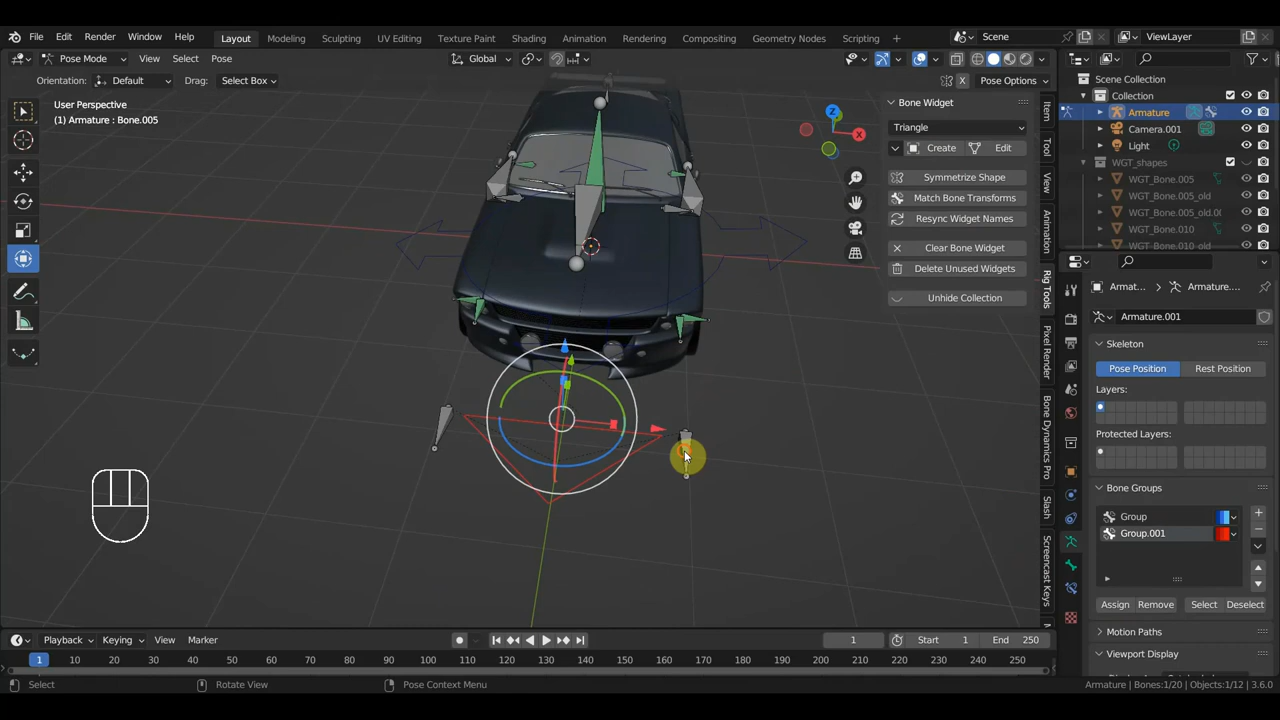 File Edit Render Window Help Layout Modeling Sculpting UV Editing Texture Paint Shading Animation Rendering Compositing Geometry Nodes Scripting + Scene ViewLayer
Pose Mode View Select Pose Global
Orientation: Default Drag: Select Box X Pose Options
User Perspective
(1) Armature : Bone.005
Z
X
Bone Widget
Triangle
Create Edit
Symmetrize Shape
Match Bone Transforms
Resync Widget Names
Clear Bone Widget
Delete Unused Widgets
Unhide Collection
Item
Tool
View
Animation
Rig Tools
Pixel Render
Bone Dynamics Pro
Slash
Screencast Keys
Scene Collection
Collection
Armature
Camera.001
Light
WGT_shapes
WGT_Bone.005
WGT_Bone.005_old
WGT_Bone.005_old.00
WGT_Bone.010
WGT_Bone.010_old
Armat... Armature....
Armature.001
Skeleton
Pose Position Rest Position
Layers:
Protected Layers:
Bone Groups
Group
Group.001
Assign Remove Select Deselect
Motion Paths
Viewport Display
Playback Keying View Marker 1 Start 1 End 250
1 10 20 30 40 50 60 70 80 90 100 110 120 130 140 150 160 170 180 190 200 210 220 230 240 250
Select Rotate View Pose Context Menu Armature | Bones:1/20 | Objects:1/12 | 3.6.0